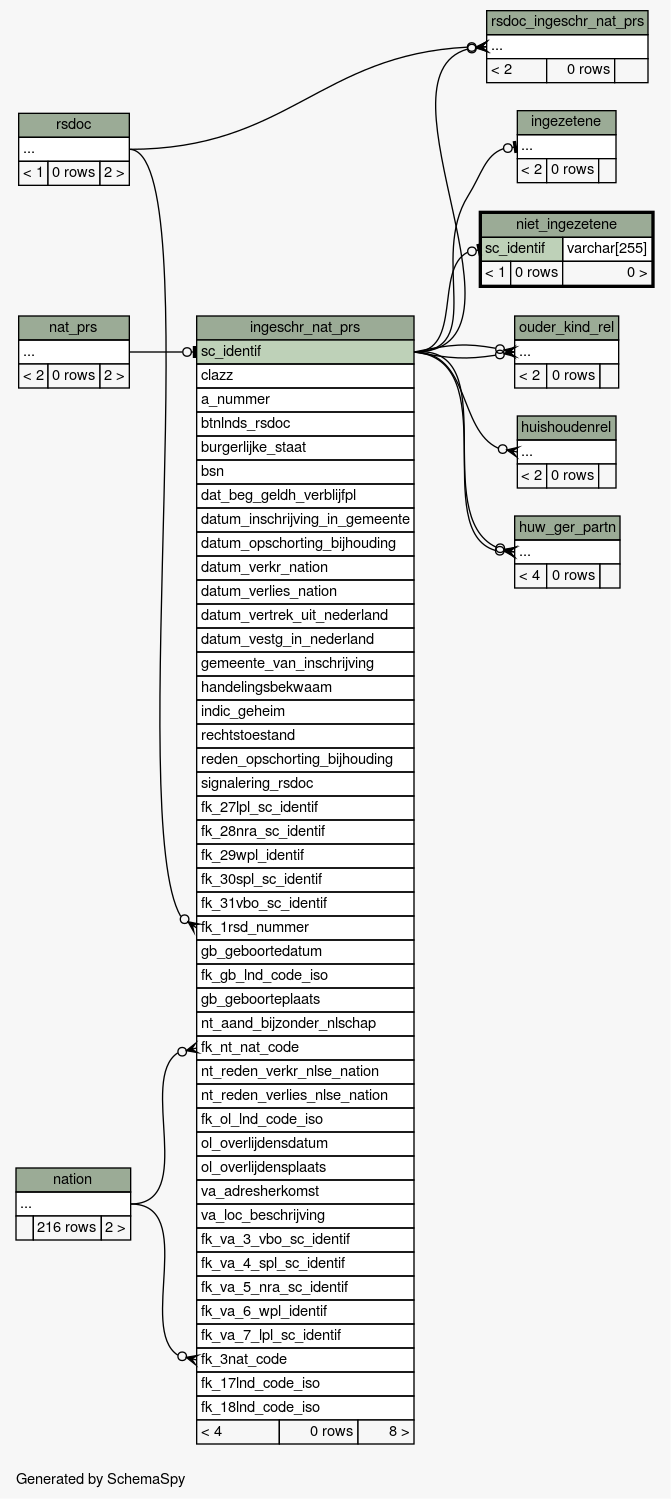 rsdoc_ingeschr_nat_prs
...
< 2 0 rows
rsdoc
...
< 1 0 rows 2 >
ingezetene
...
< 2 0 rows
niet_ingezetene
sc_identif varchar[255]
< 1 0 rows 0 >
nat_prs
...
< 2 0 rows 2 >
ingeschr_nat_prs
sc_identif
clazz
a_nummer
btnlnds_rsdoc
burgerlijke_staat
bsn
dat_beg_geldh_verblijfpl
datum_inschrijving_in_gemeente
datum_opschorting_bijhouding
datum_verkr_nation
datum_verlies_nation
datum_vertrek_uit_nederland
datum_vestg_in_nederland
gemeente_van_inschrijving
handelingsbekwaam
indic_geheim
rechtstoestand
reden_opschorting_bijhouding
signalering_rsdoc
fk_27lpl_sc_identif
fk_28nra_sc_identif
fk_29wpl_identif
fk_30spl_sc_identif
fk_31vbo_sc_identif
fk_1rsd_nummer
gb_geboortedatum
fk_gb_lnd_code_iso
gb_geboorteplaats
nt_aand_bijzonder_nlschap
fk_nt_nat_code
nt_reden_verkr_nlse_nation
nt_reden_verlies_nlse_nation
fk_ol_lnd_code_iso
ol_overlijdensdatum
ol_overlijdensplaats
va_adresherkomst
va_loc_beschrijving
fk_va_3_vbo_sc_identif
fk_va_4_spl_sc_identif
fk_va_5_nra_sc_identif
fk_va_6_wpl_identif
fk_va_7_lpl_sc_identif
fk_3nat_code
fk_17lnd_code_iso
fk_18lnd_code_iso
< 4 0 rows 8 >
ouder_kind_rel
...
< 2 0 rows
huishoudenrel
...
< 2 0 rows
huw_ger_partn
...
< 4 0 rows
nation
...
216 rows 2 >
Generated by SchemaSpy